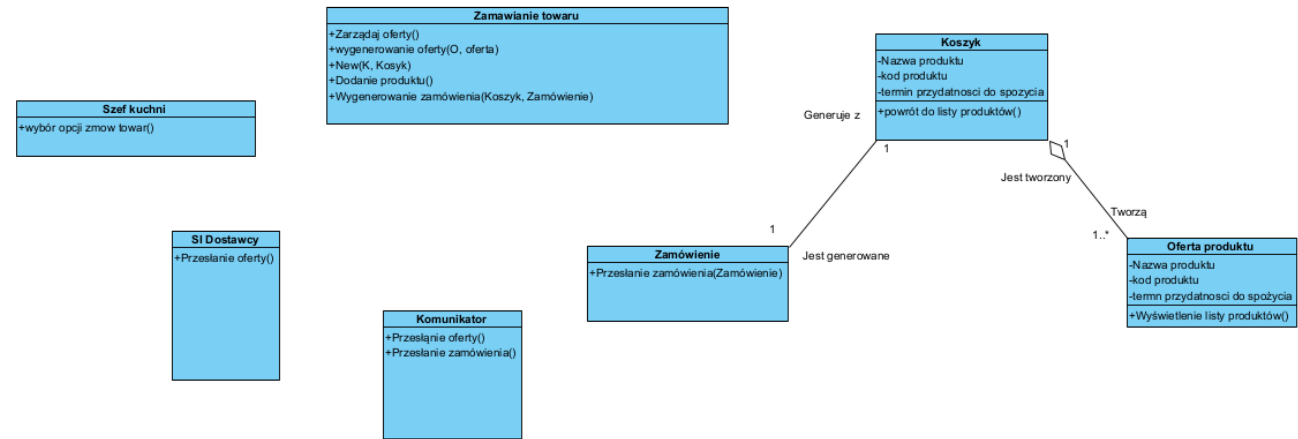 Zamawianie towaru
+Zarządaj oferty()
+wygenerowanie oferty(O, oferta)
+New(K, Kosyk)
+Dodanie produktu()
+Wygenerowanie zamówienia(Koszyk, Zamówienie)
Koszyk
-Nazwa produktu
-kod produktu
-termin przydatnosci do spozycia
+powrót do listy produktów()
Szef kuchni
+wybór opcji zmow towar()
Generuje z
1
1
Jest tworzony
Tworzą
1..*
1
Jest generowane
SI Dostawcy
+Przesłanie oferty()
Zamówienie
+Przesłanie zamówienia(Zamówienie)
Oferta produktu
-Nazwa produktu
-kod produktu
-termn przydatnosci do spożycia
+Wyświetlenie listy produktów()
Komunikator
+Przesłąnie oferty()
+Przesłanie zamówienia()